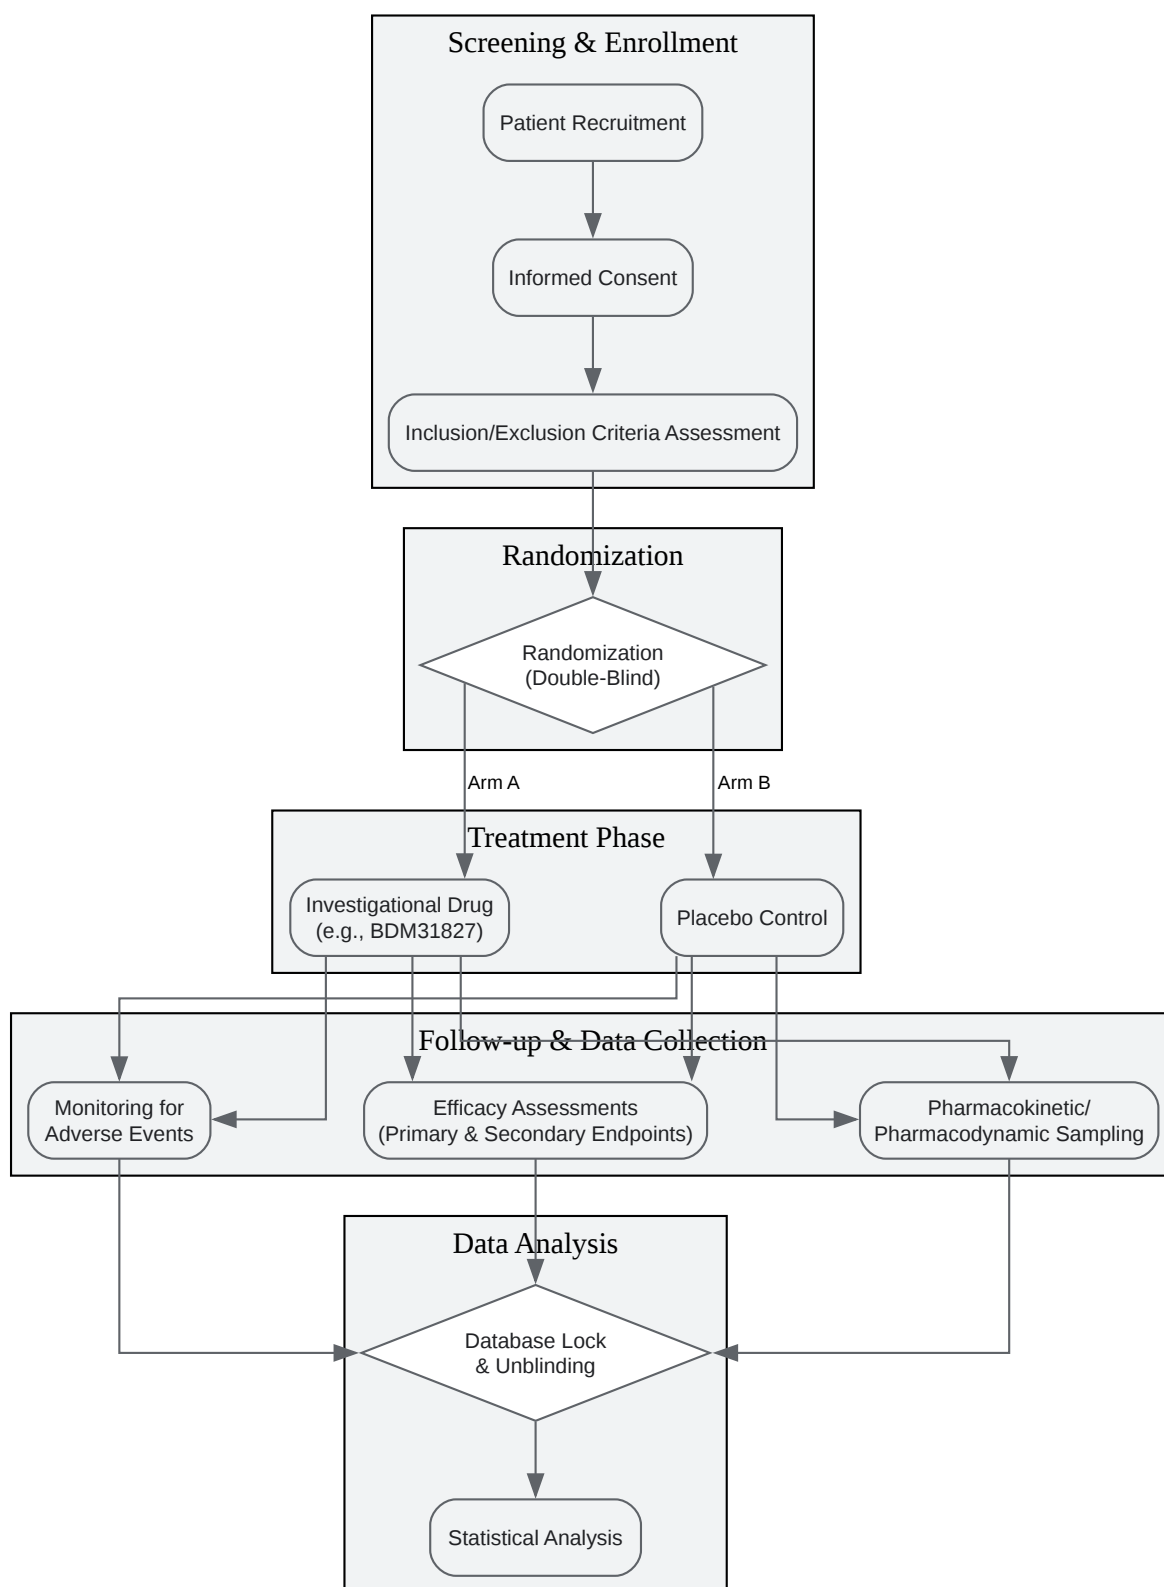 Screening & Enrollment
Patient Recruitment
Informed Consent
Inclusion/Exclusion Criteria Assessment
Randomization
Randomization
(Double-Blind)
Arm A
Arm B
Treatment Phase
Investigational Drug
(e.g., BDM31827)
Placebo Control
Follow-up & Data Collection
Monitoring for
Adverse Events
Efficacy Assessments
(Primary & Secondary Endpoints)
Pharmacokinetic/
Pharmacodynamic Sampling
Data Analysis
Database Lock
& Unblinding
Statistical Analysis